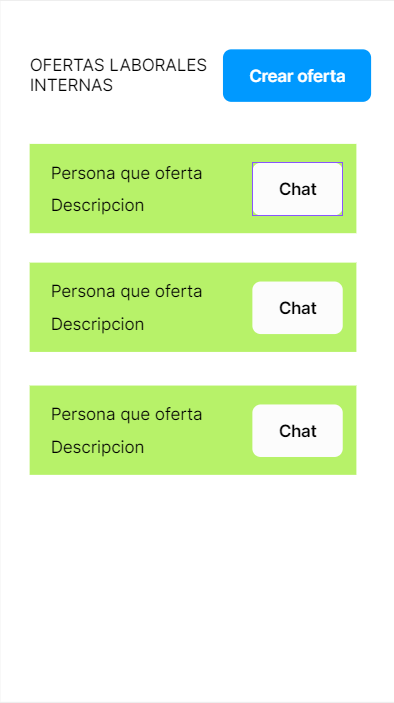 OFERTAS LABORALES
INTERNAS
Crear oferta
Persona que oferta
Descripcion
Chat
Persona que oferta
Descripcion
Chat
Persona que oferta
Descripcion
Chat